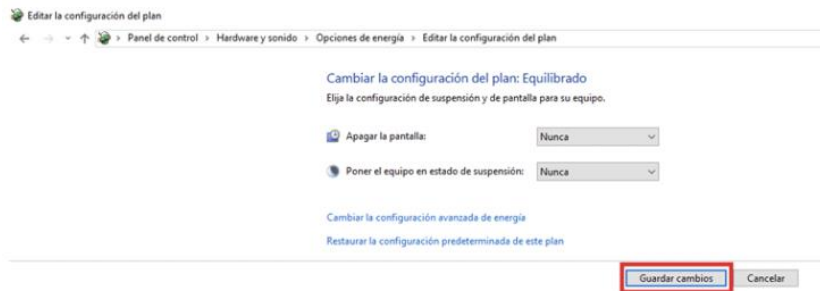 Editar la configuración del plan
Panel de control > Hardware y sonido > Opciones de energía > Editar la configuración del plan
Cambiar la configuración del plan: Equilibrado
Elija la configuración de suspensión y de pantalla para su equipo.
Apagar la pantalla: Nunca
Poner el equipo en estado de suspensión: Nunca
Cambiar la configuración avanzada de energía
Restaurar la configuración predeterminada de este plan
Guardar cambios Cancelar